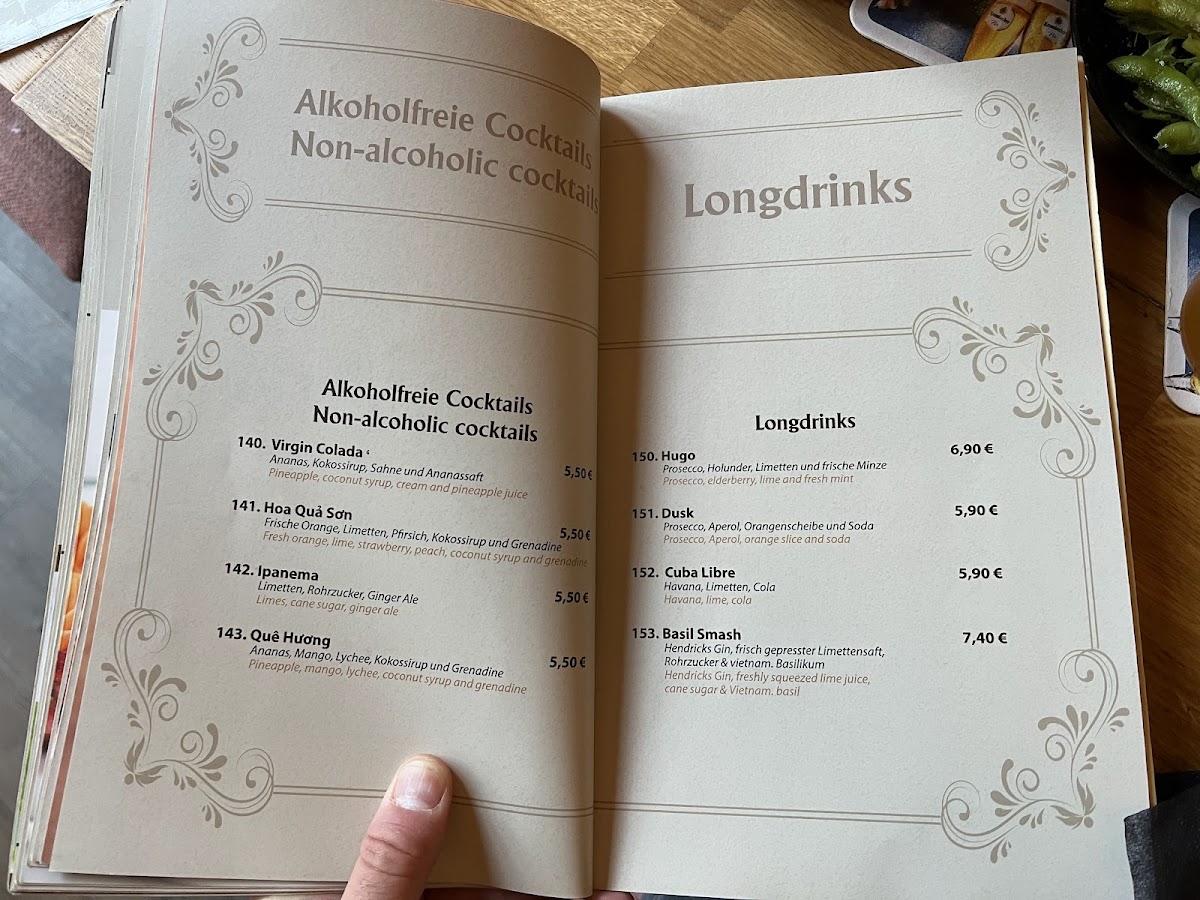 Alkoholfreie Cocktails
Non-alcoholic cocktails
Alkoholfreie Cocktails
Non-alcoholic cocktails
140. Virgin Colada 5,50 €
Ananas, Kokossirup, Sahne und Ananassaft
Pineapple, coconut syrup, cream and pineapple juice
141. Hoa Quả Sơn 5,50 €
Frische Orange, Limetten, Pfirsich, Kokossirup und Grenadine
Fresh orange, lime, strawberry, peach, coconut syrup and grenadine
142. Ipanema 5,50 €
Limetten, Rohrzucker, Ginger Ale
Limes, cane sugar, ginger ale
143. Quê Hương 5,50 €
Ananas, Mango, Lychee, Kokossirup und Grenadine
Pineapple, mango, lychee, coconut syrup and grenadine
Longdrinks
Longdrinks
150. Hugo 6,90 €
Prosecco, Holunder, Limetten und frische Minze
Prosecco, elderberry, lime and fresh mint
151. Dusk 5,90 €
Prosecco, Aperol, Orangenscheibe und Soda
Prosecco, Aperol, orange slice and soda
152. Cuba Libre 5,90 €
Havana, Limetten, Cola
Havana, lime, cola
153. Basil Smash 7,40 €
Hendricks Gin, frisch gepresster Limettensaft,
Rohrzucker & vietnam. Basilikum
Hendricks Gin, freshly squeezed lime juice,
cane sugar & Vietnam. basil